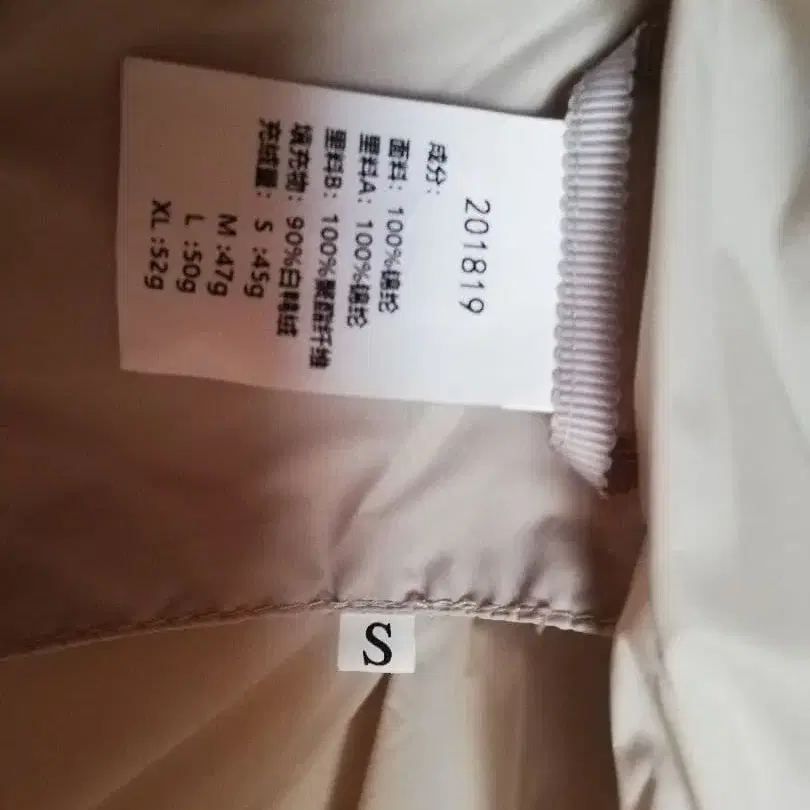 201819
成分：
面料：100%锦纶
里料A：100%锦纶
里料B：100%聚酯纤维
填充物：90%白鸭绒
充绒量：S :45g
M :47g
L :50g
XL :52g
S